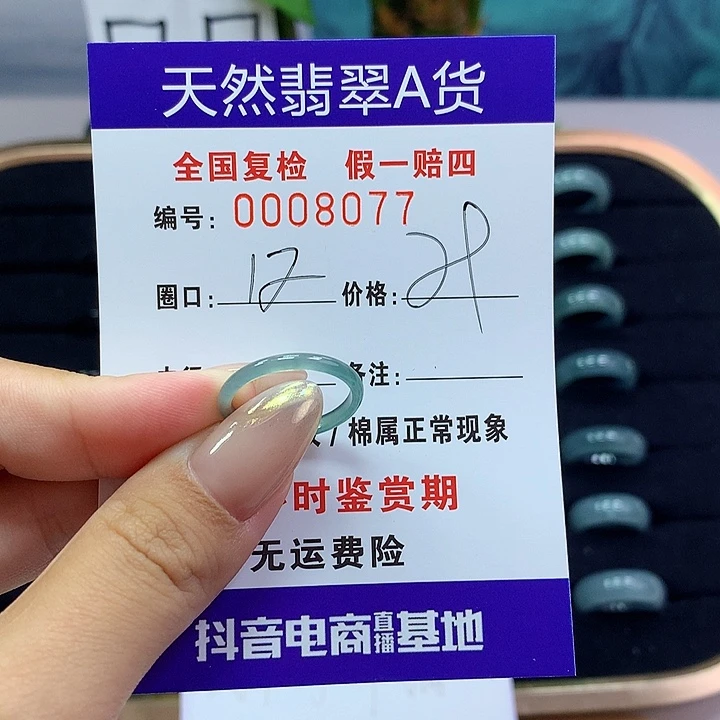 天然翡翠A货
全国复检 假一赔四
编号: 0008077
圈口: 12 价格:
备注:
/棉属正常现象
时鉴赏期
无运费险
抖音电商直播基地